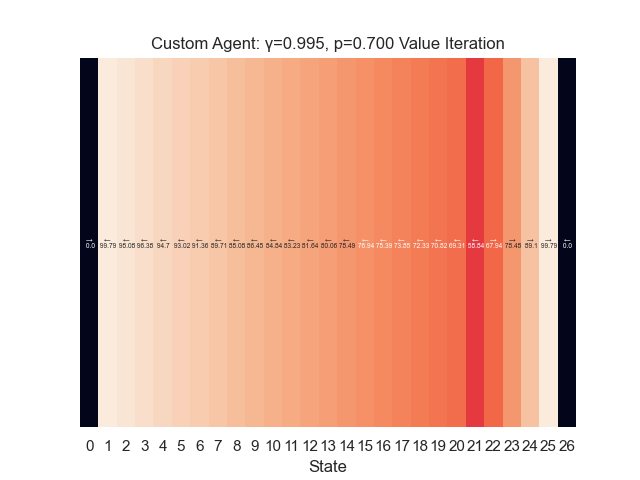 Custom Agent: γ=0.995, p=0.700 Value Iteration
← ← ← ← ← ← ← ← ← ← ← ← ← ← ← ← ← ← ← ← ←
0.0 99.79 98.08 96.38 94.7 93.02 91.36 89.71 88.08 86.45 84.84 83.23 81.64 80.06 78.49 76.94 75.39 73.85 72.33 70.82 69.31 67.94 78.48 89.1 99.79 0.0
0 1 2 3 4 5 6 7 8 9 10 11 12 13 14 15 16 17 18 19 20 21 22 23 24 25 26
State